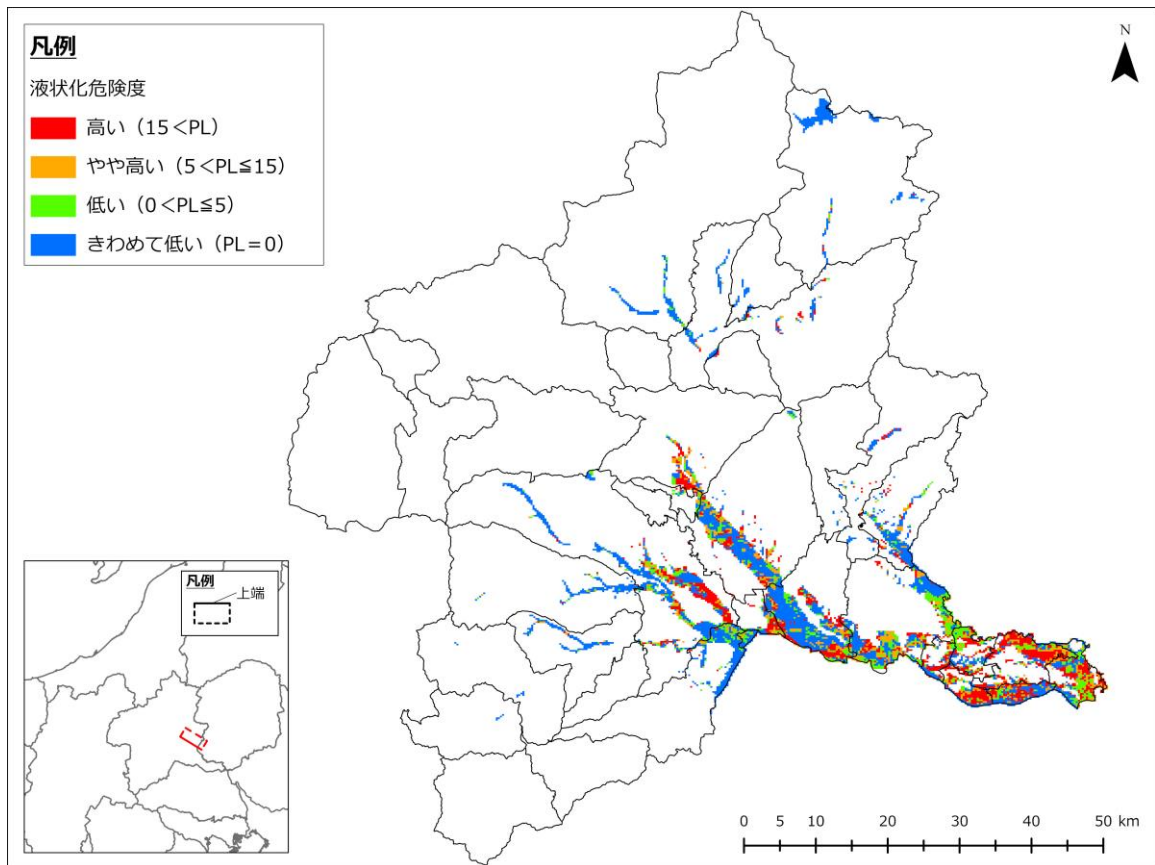 凡例
液状化危険度
高い（15＜PL）
やや高い（5＜PL≦15）
低い（0＜PL≦5）
きわめて低い（PL＝0）
N
凡例
上端
0 5 10 20 30 40 50 km